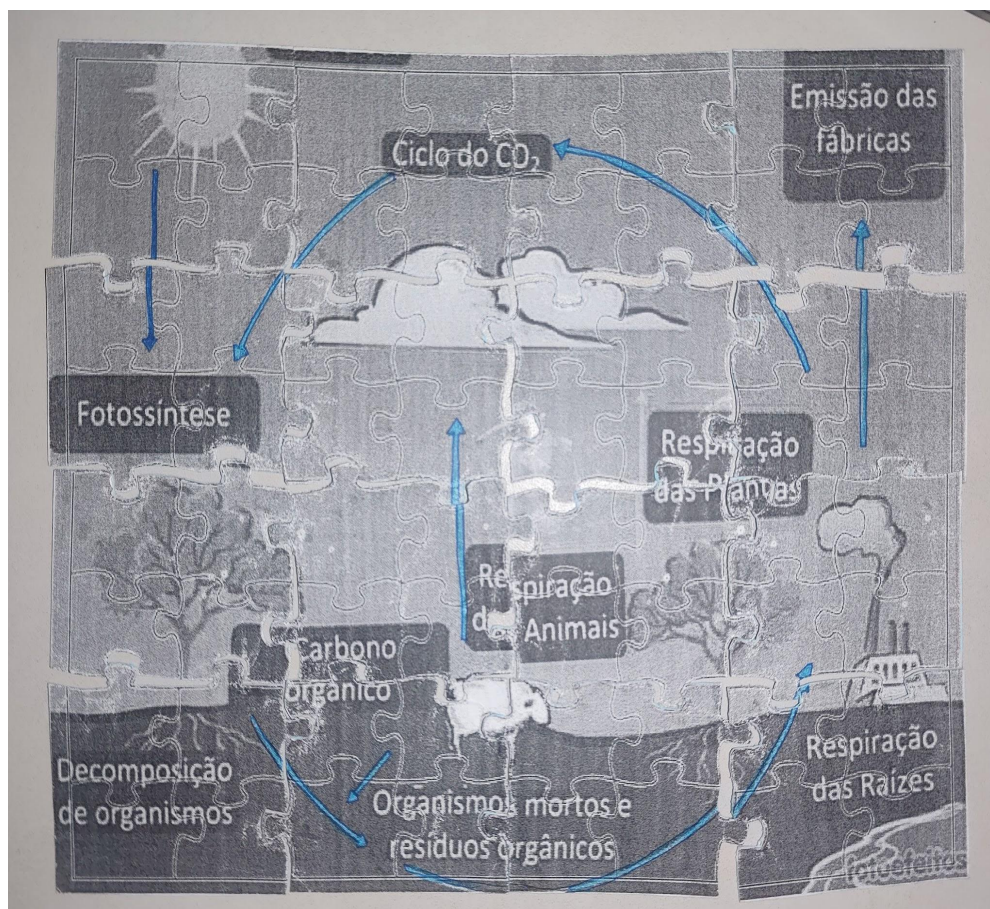 Emissão das
fábricas
Ciclo do CO₂
Fotossíntese
Respiração
das Plantas
Respiração
dos Animais
Carbono
orgânico
Respiração
das Raízes
Decomposição
de organismos
Organismos mortos e
resíduos orgânicos
fotoefeitos